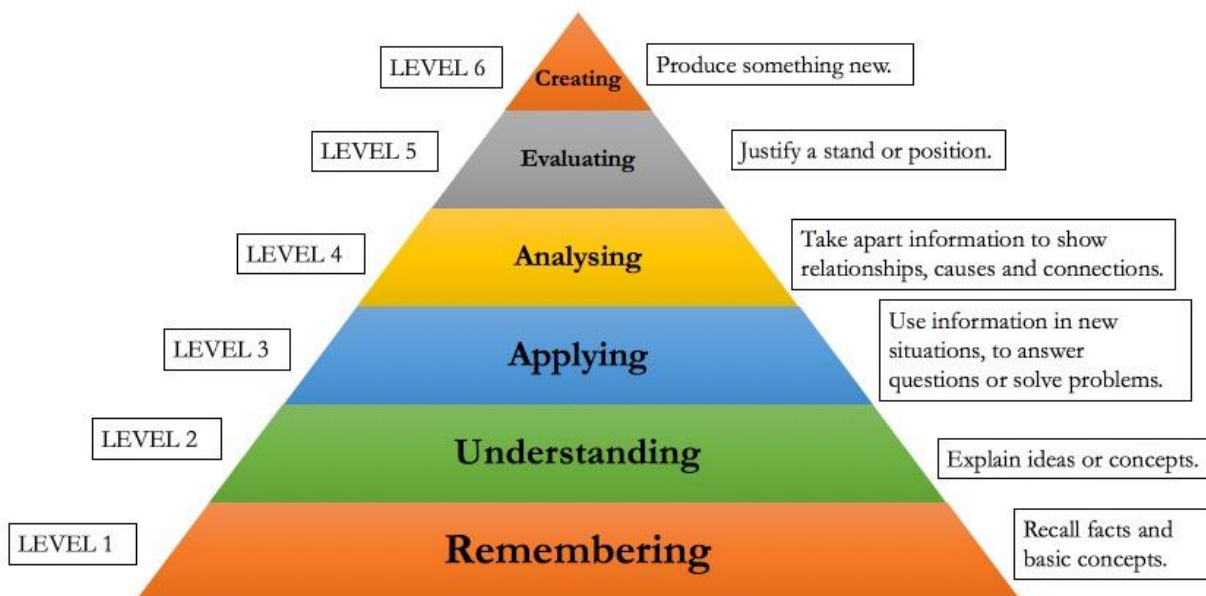 LEVEL 6
Creating
Produce something new.
LEVEL 5
Evaluating
Justify a stand or position.
LEVEL 4
Analysing
Take apart information to show
relationships, causes and connections.
LEVEL 3
Applying
Use information in new
situations, to answer
questions or solve problems.
LEVEL 2
Understanding
Explain ideas or concepts.
LEVEL 1
Remembering
Recall facts and
basic concepts.